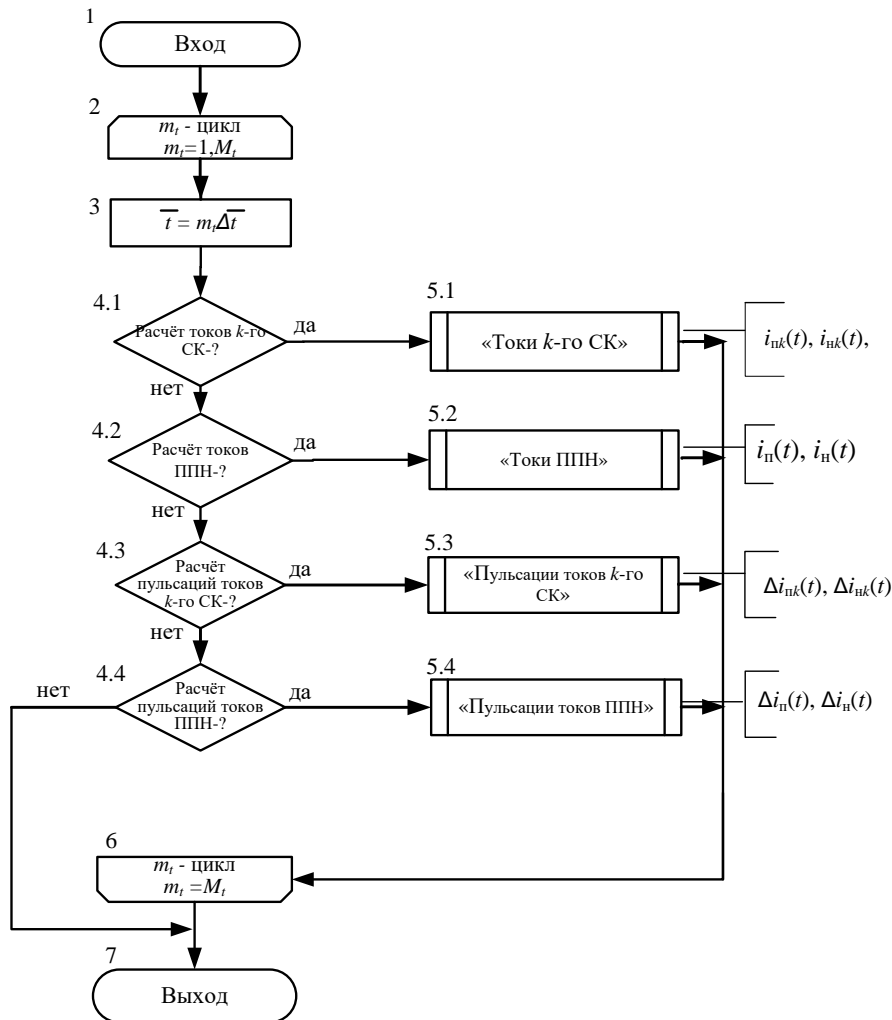 1
Вход
2
m_t - цикл
m_t=1,M_t
3
t̅ = m_tΔt̅
4.1
Расчёт токов k-го
СК-?
да
нет
5.1
«Токи k-го СК»
i_пk(t), i_нk(t),
4.2
Расчёт токов
ППН-?
да
нет
5.2
«Токи ППН»
i_п(t), i_н(t)
4.3
Расчёт
пульсаций токов
k-го СК-?
да
нет
5.3
«Пульсации токов k-го
СК»
Δi_пk(t), Δi_нk(t)
4.4
нет
Расчёт
пульсаций токов
ППН-?
да
5.4
«Пульсации токов ППН»
Δi_п(t), Δi_н(t)
6
m_t - цикл
m_t =M_t
7
Выход